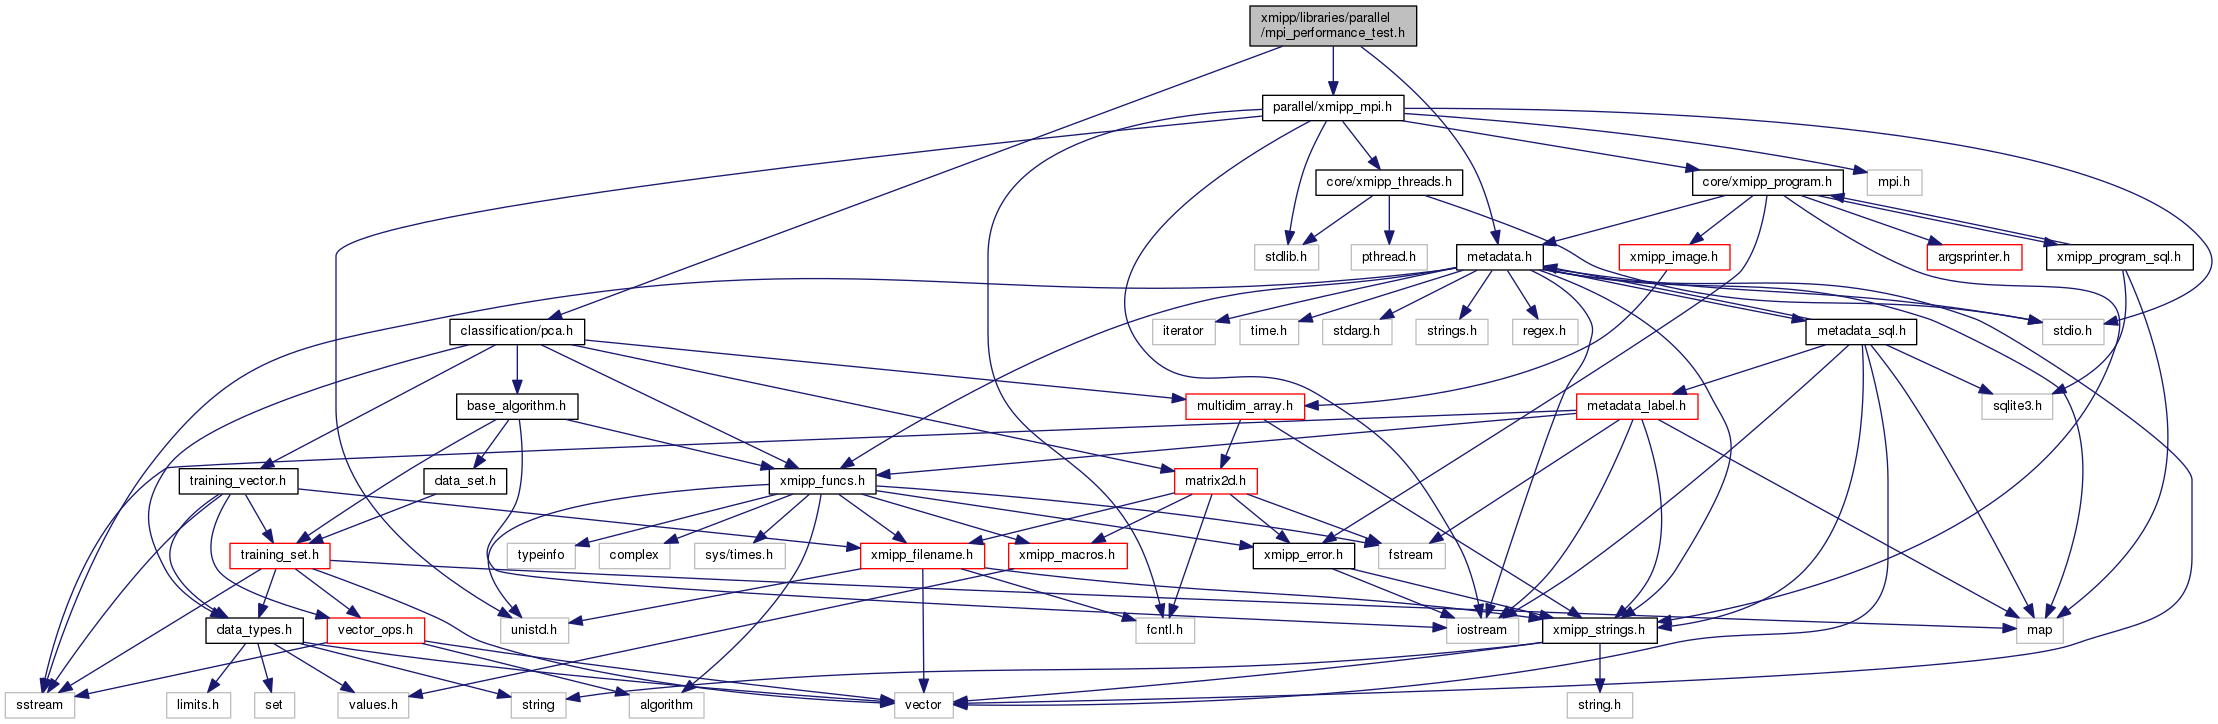 xmipp/libraries/parallel
/mpi_performance_test.h
parallel/xmipp_mpi.h
core/xmipp_threads.h
core/xmipp_program.h
mpi.h
stdlib.h
pthread.h
metadata.h
xmipp_image.h
argsprinter.h
xmipp_program_sql.h
classification/pca.h
iterator
time.h
stdarg.h
strings.h
regex.h
metadata_sql.h
stdio.h
base_algorithm.h
multidim_array.h
metadata_label.h
sqlite3.h
training_vector.h
data_set.h
xmipp_funcs.h
matrix2d.h
training_set.h
typeinfo
complex
sys/times.h
xmipp_filename.h
xmipp_macros.h
xmipp_error.h
fstream
data_types.h
vector_ops.h
unistd.h
fcntl.h
iostream
xmipp_strings.h
map
sstream
limits.h
set
values.h
string
algorithm
vector
string.h